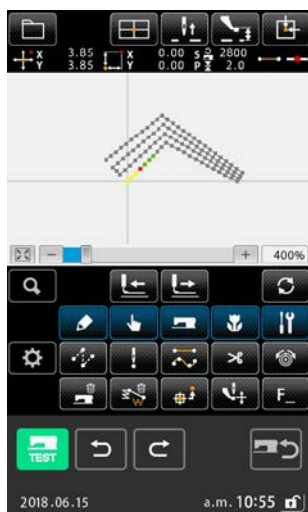 X 3.85 X 0.00 S 2800
Y 3.85 Y 0.00 P 2.0
400%
F_
TEST
2018.06.15 a.m. 10:55